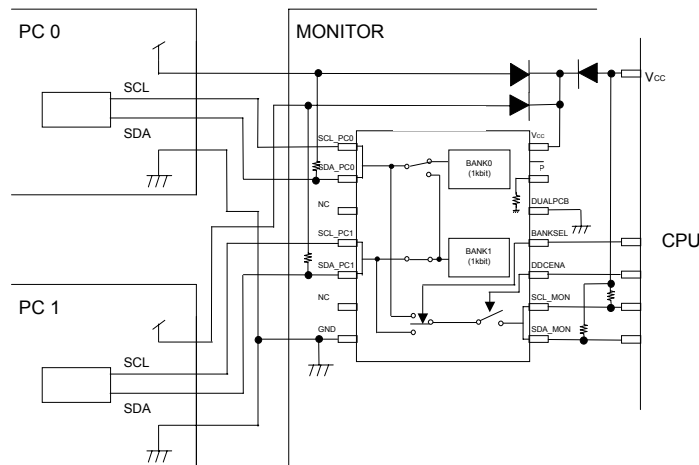 PC 0
MONITOR
SCL
SDA
VCC
SCL_PC0
VCC
SDA_PC0
BANK0
(1kbit)
P
NC
DUALPCB
SCL_PC1
BANKSEL
CPU
BANK1
(1kbit)
SDA_PC1
DDCENA
PC 1
NC
SCL_MON
GND
SDA_MON
SCL
SDA